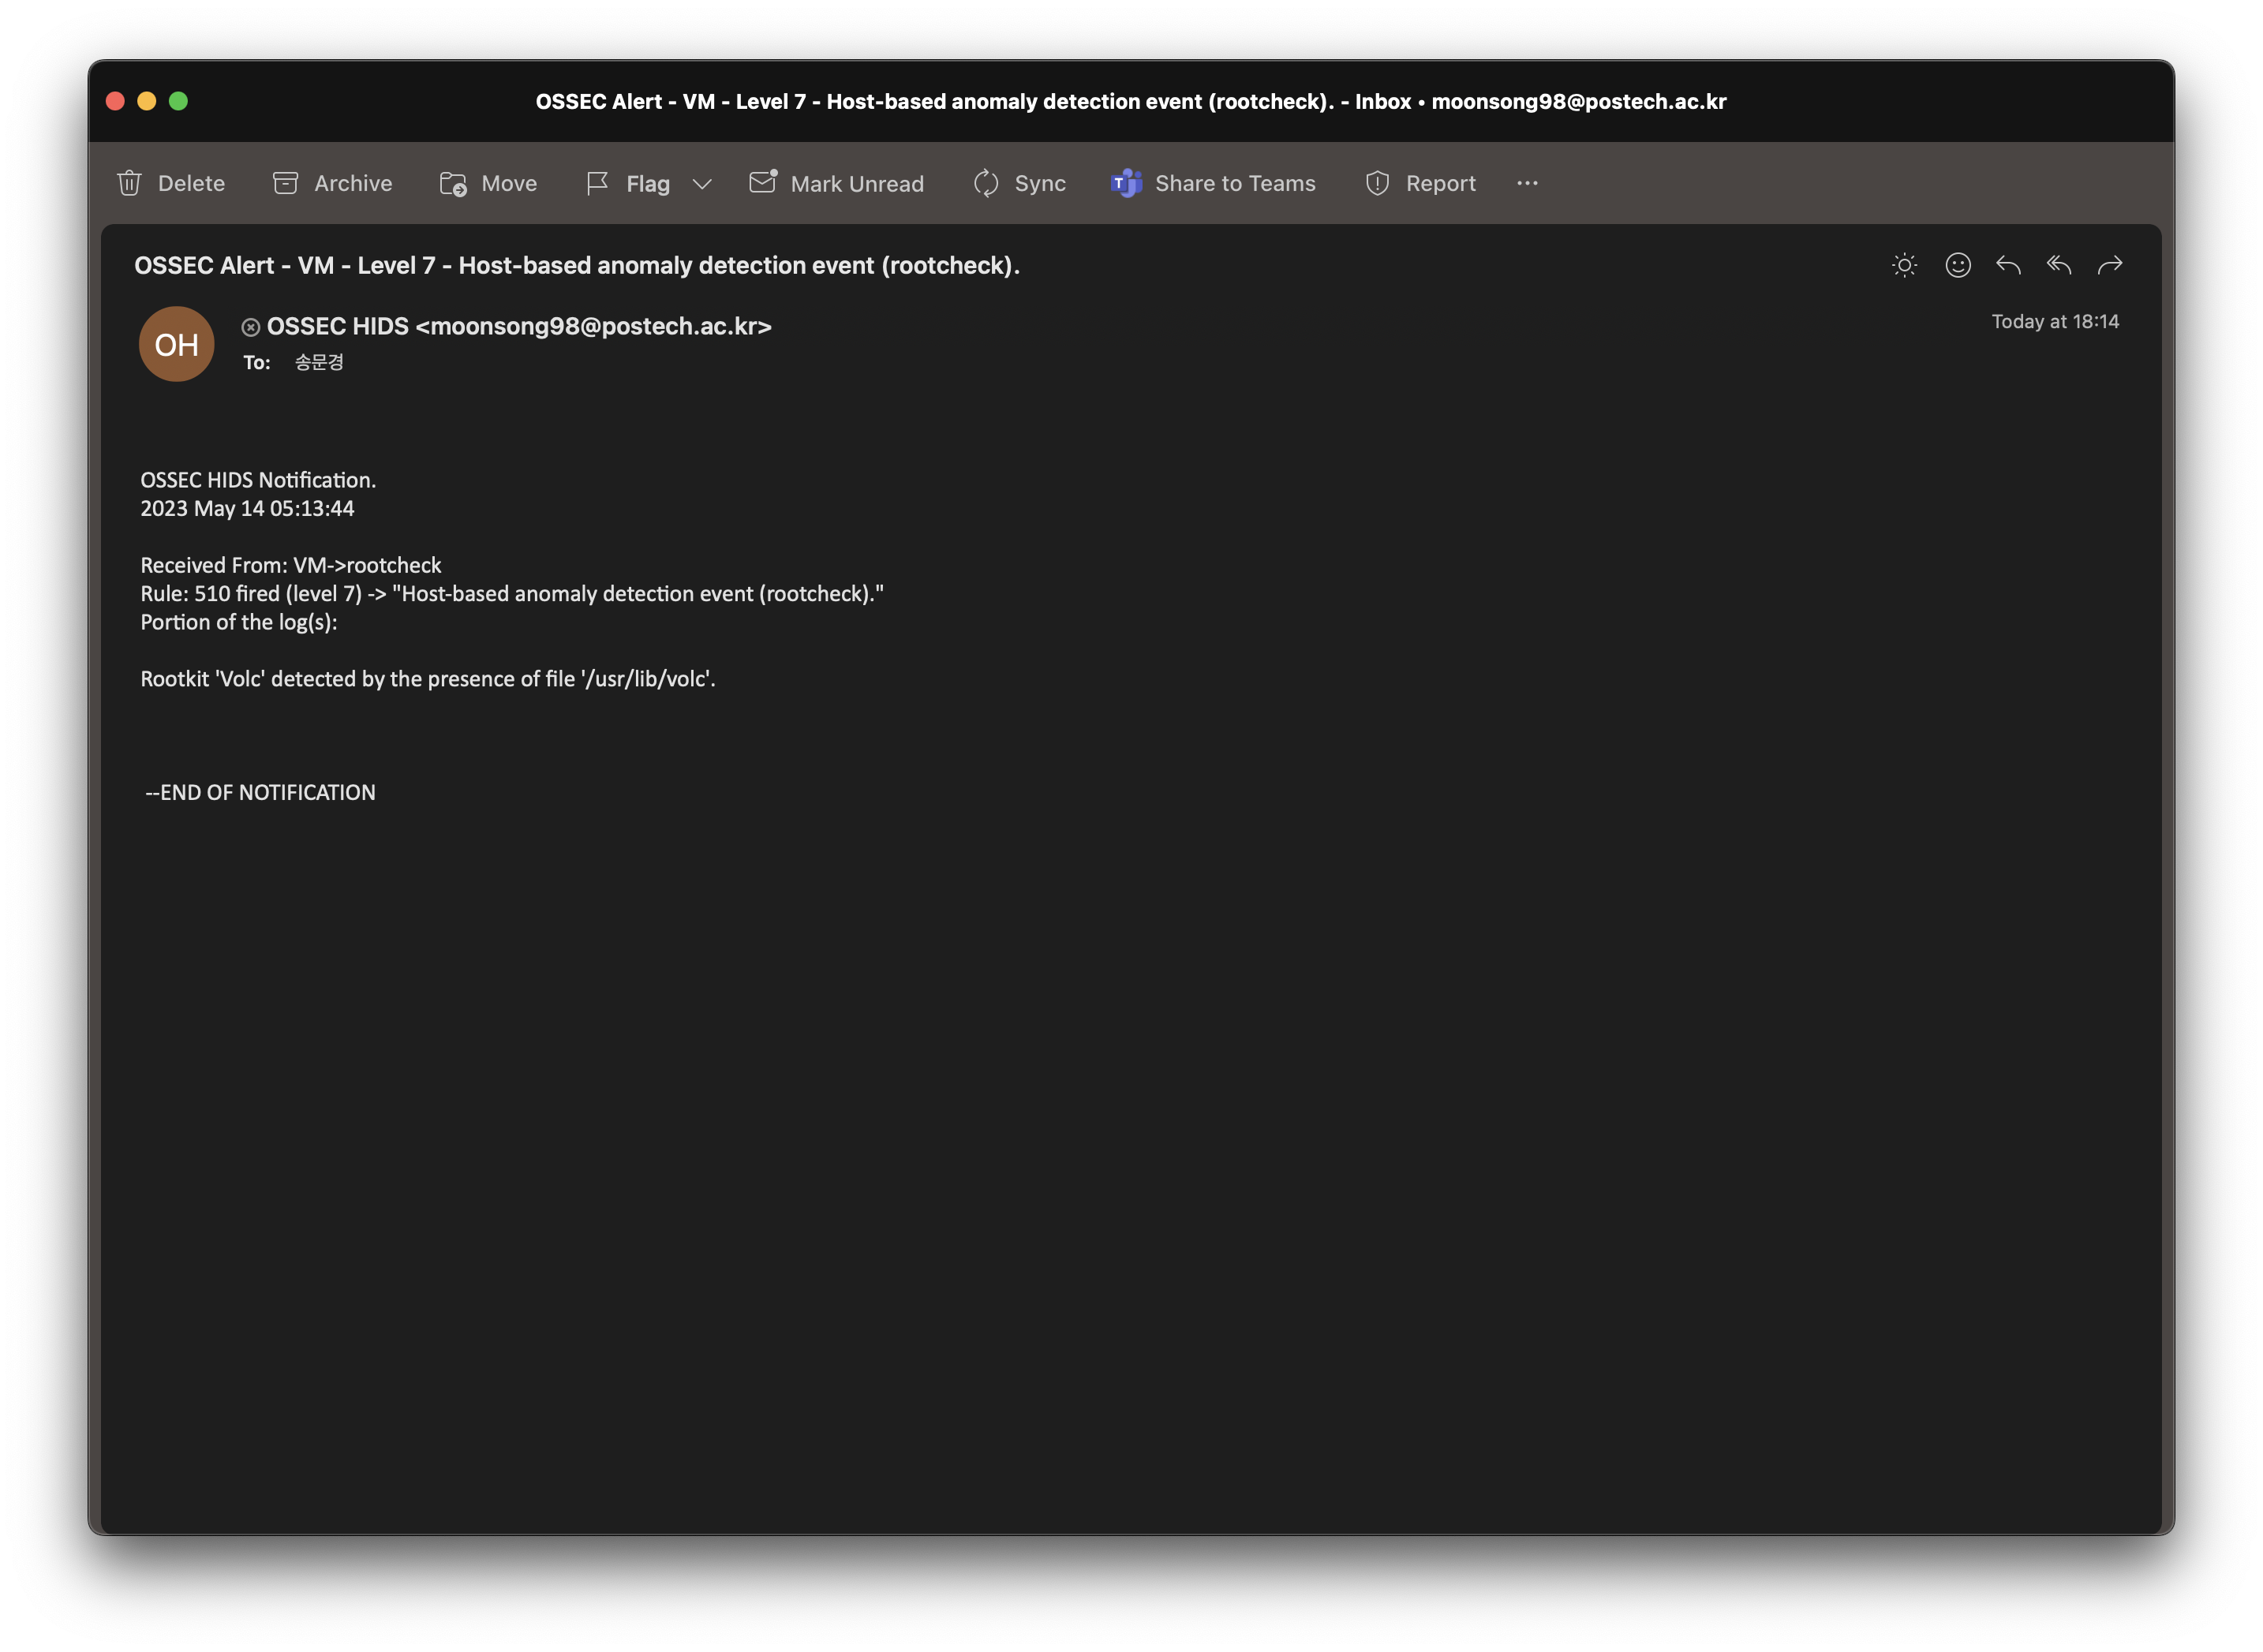 OSSEC Alert - VM - Level 7 - Host-based anomaly detection event (rootcheck). - Inbox • moonsong98@postech.ac.kr
Delete Archive Move Flag Mark Unread Sync Share to Teams Report ...
OSSEC Alert - VM - Level 7 - Host-based anomaly detection event (rootcheck).
OH
OSSEC HIDS <moonsong98@postech.ac.kr>
Today at 18:14
To: 송문경
OSSEC HIDS Notification.
2023 May 14 05:13:44
Received From: VM->rootcheck
Rule: 510 fired (level 7) -> "Host-based anomaly detection event (rootcheck)."
Portion of the log(s):
Rootkit 'Volc' detected by the presence of file '/usr/lib/volc'.
--END OF NOTIFICATION